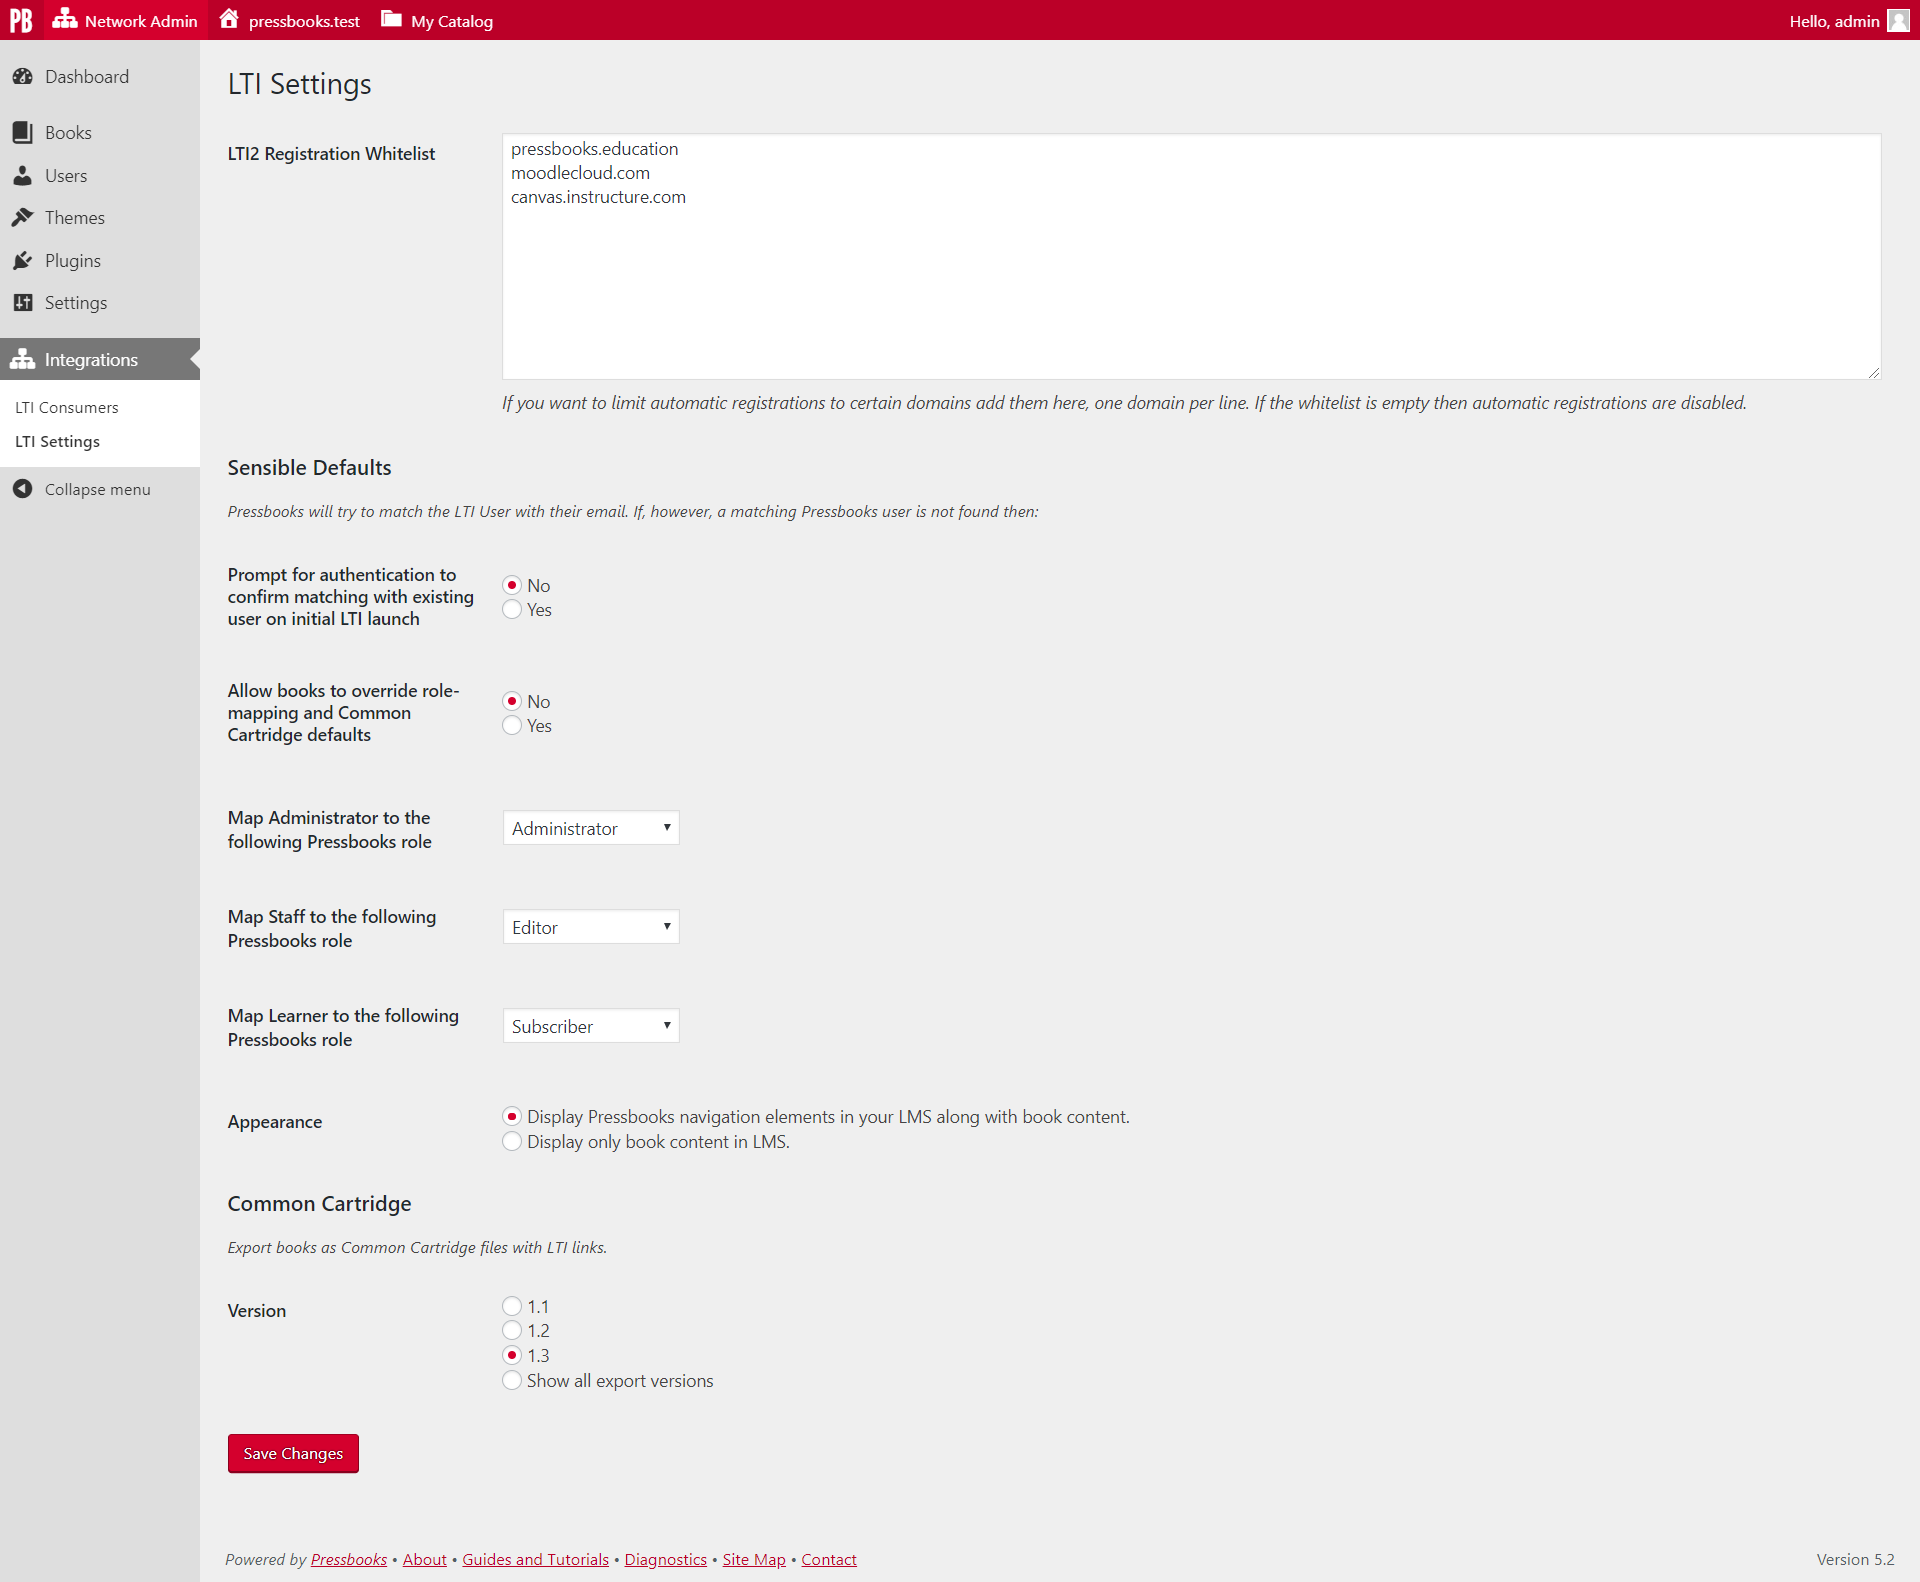 PB Network Admin pressbooks.test My Catalog Hello, admin
Dashboard
Books
Users
Themes
Plugins
Settings
Integrations
LTI Consumers
LTI Settings
Collapse menu
LTI Settings
LTI2 Registration Whitelist
pressbooks.education
moodlecloud.com
canvas.instructure.com
If you want to limit automatic registrations to certain domains add them here, one domain per line. If the whitelist is empty then automatic registrations are disabled.
Sensible Defaults
Pressbooks will try to match the LTI User with their email. If, however, a matching Pressbooks user is not found then:
Prompt for authentication to
confirm matching with existing
user on initial LTI launch
No
Yes
Allow books to override role-
mapping and Common
Cartridge defaults
No
Yes
Map Administrator to the
following Pressbooks role
Administrator
Map Staff to the following
Pressbooks role
Editor
Map Learner to the following
Pressbooks role
Subscriber
Appearance
Display Pressbooks navigation elements in your LMS along with book content.
Display only book content in LMS.
Common Cartridge
Export books as Common Cartridge files with LTI links.
Version
1.1
1.2
1.3
Show all export versions
Save Changes
Powered by Pressbooks • About • Guides and Tutorials • Diagnostics • Site Map • Contact
Version 5.2